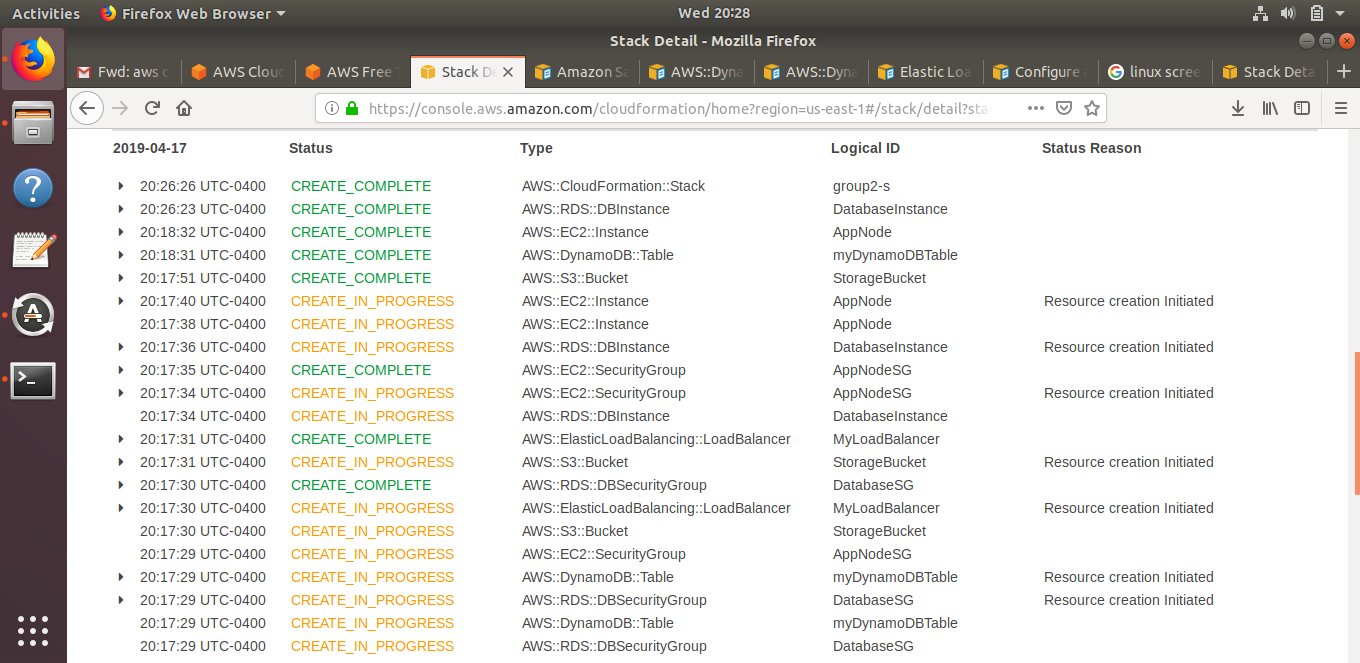 Activities Firefox Web Browser Wed 20:28
Stack Detail - Mozilla Firefox
Fwd: aws c AWS Clou AWS Free T Stack De Amazon S AWS::Dyna AWS::Dyna Elastic Loa Configure a linux scree Stack Deta
https://console.aws.amazon.com/cloudformation/home?region=us-east-1#/stack/detail?stac
2019-04-17 Status Type Logical ID Status Reason
20:26:26 UTC-0400 CREATE_COMPLETE AWS::CloudFormation::Stack group2-s
20:26:23 UTC-0400 CREATE_COMPLETE AWS::RDS::DBInstance DatabaseInstance
20:18:32 UTC-0400 CREATE_COMPLETE AWS::EC2::Instance AppNode
20:18:31 UTC-0400 CREATE_COMPLETE AWS::DynamoDB::Table myDynamoDBTable
20:17:51 UTC-0400 CREATE_COMPLETE AWS::S3::Bucket StorageBucket
20:17:40 UTC-0400 CREATE_IN_PROGRESS AWS::EC2::Instance AppNode Resource creation Initiated
20:17:38 UTC-0400 CREATE_IN_PROGRESS AWS::EC2::Instance AppNode
20:17:36 UTC-0400 CREATE_IN_PROGRESS AWS::RDS::DBInstance DatabaseInstance Resource creation Initiated
20:17:35 UTC-0400 CREATE_COMPLETE AWS::EC2::SecurityGroup AppNodeSG
20:17:34 UTC-0400 CREATE_IN_PROGRESS AWS::EC2::SecurityGroup AppNodeSG Resource creation Initiated
20:17:34 UTC-0400 CREATE_IN_PROGRESS AWS::RDS::DBInstance DatabaseInstance
20:17:31 UTC-0400 CREATE_COMPLETE AWS::ElasticLoadBalancing::LoadBalancer MyLoadBalancer
20:17:31 UTC-0400 CREATE_IN_PROGRESS AWS::S3::Bucket StorageBucket Resource creation Initiated
20:17:30 UTC-0400 CREATE_COMPLETE AWS::RDS::DBSecurityGroup DatabaseSG
20:17:30 UTC-0400 CREATE_IN_PROGRESS AWS::ElasticLoadBalancing::LoadBalancer MyLoadBalancer Resource creation Initiated
20:17:30 UTC-0400 CREATE_IN_PROGRESS AWS::S3::Bucket StorageBucket
20:17:29 UTC-0400 CREATE_IN_PROGRESS AWS::EC2::SecurityGroup AppNodeSG
20:17:29 UTC-0400 CREATE_IN_PROGRESS AWS::DynamoDB::Table myDynamoDBTable Resource creation Initiated
20:17:29 UTC-0400 CREATE_IN_PROGRESS AWS::RDS::DBSecurityGroup DatabaseSG Resource creation Initiated
20:17:29 UTC-0400 CREATE_IN_PROGRESS AWS::DynamoDB::Table myDynamoDBTable
20:17:29 UTC-0400 CREATE_IN_PROGRESS AWS::RDS::DBSecurityGroup DatabaseSG